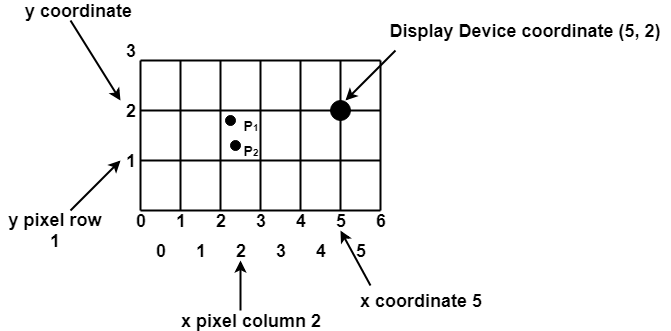 y coordinate
Display Device coordinate (5, 2)
3
2
P1
P2
1
y pixel row
1
0 1 2 3 4 5 6
0 1 2 3 4 5
x coordinate 5
x pixel column 2